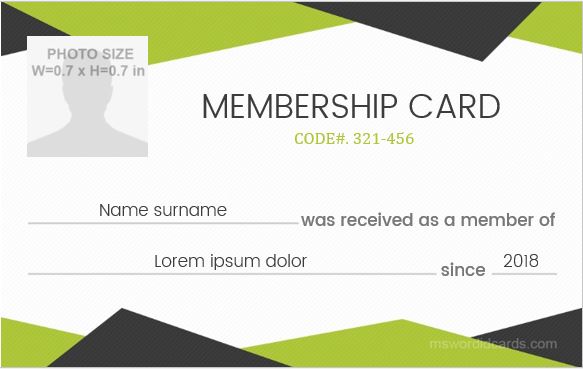 PHOTO SIZE
W=0.7 x H=0.7 in
MEMBERSHIP CARD
CODE#. 321-456
Name surname was received as a member of
Lorem ipsum dolor since 2018
mswordidcards.com